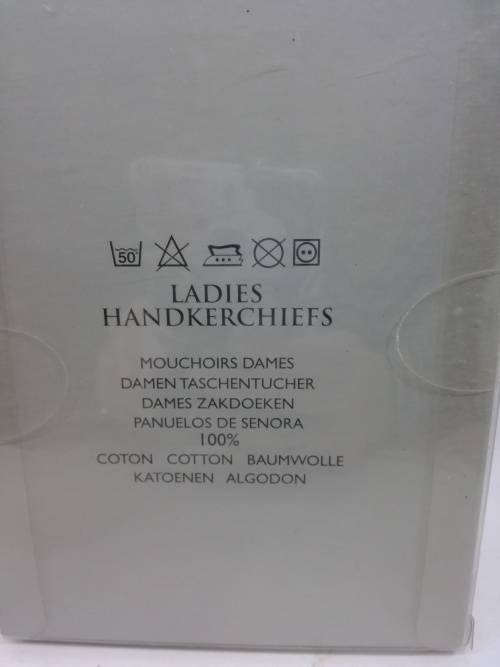 50°
LADIES
HANDKERCHIEFS
MOUCHOIRS DAMES
DAMEN TASCHENTUCHER
DAMES ZAKDOEKEN
PANUELOS DE SENORA
100%
COTON COTTON BAUMWOLLE
KATOENEN ALGODON